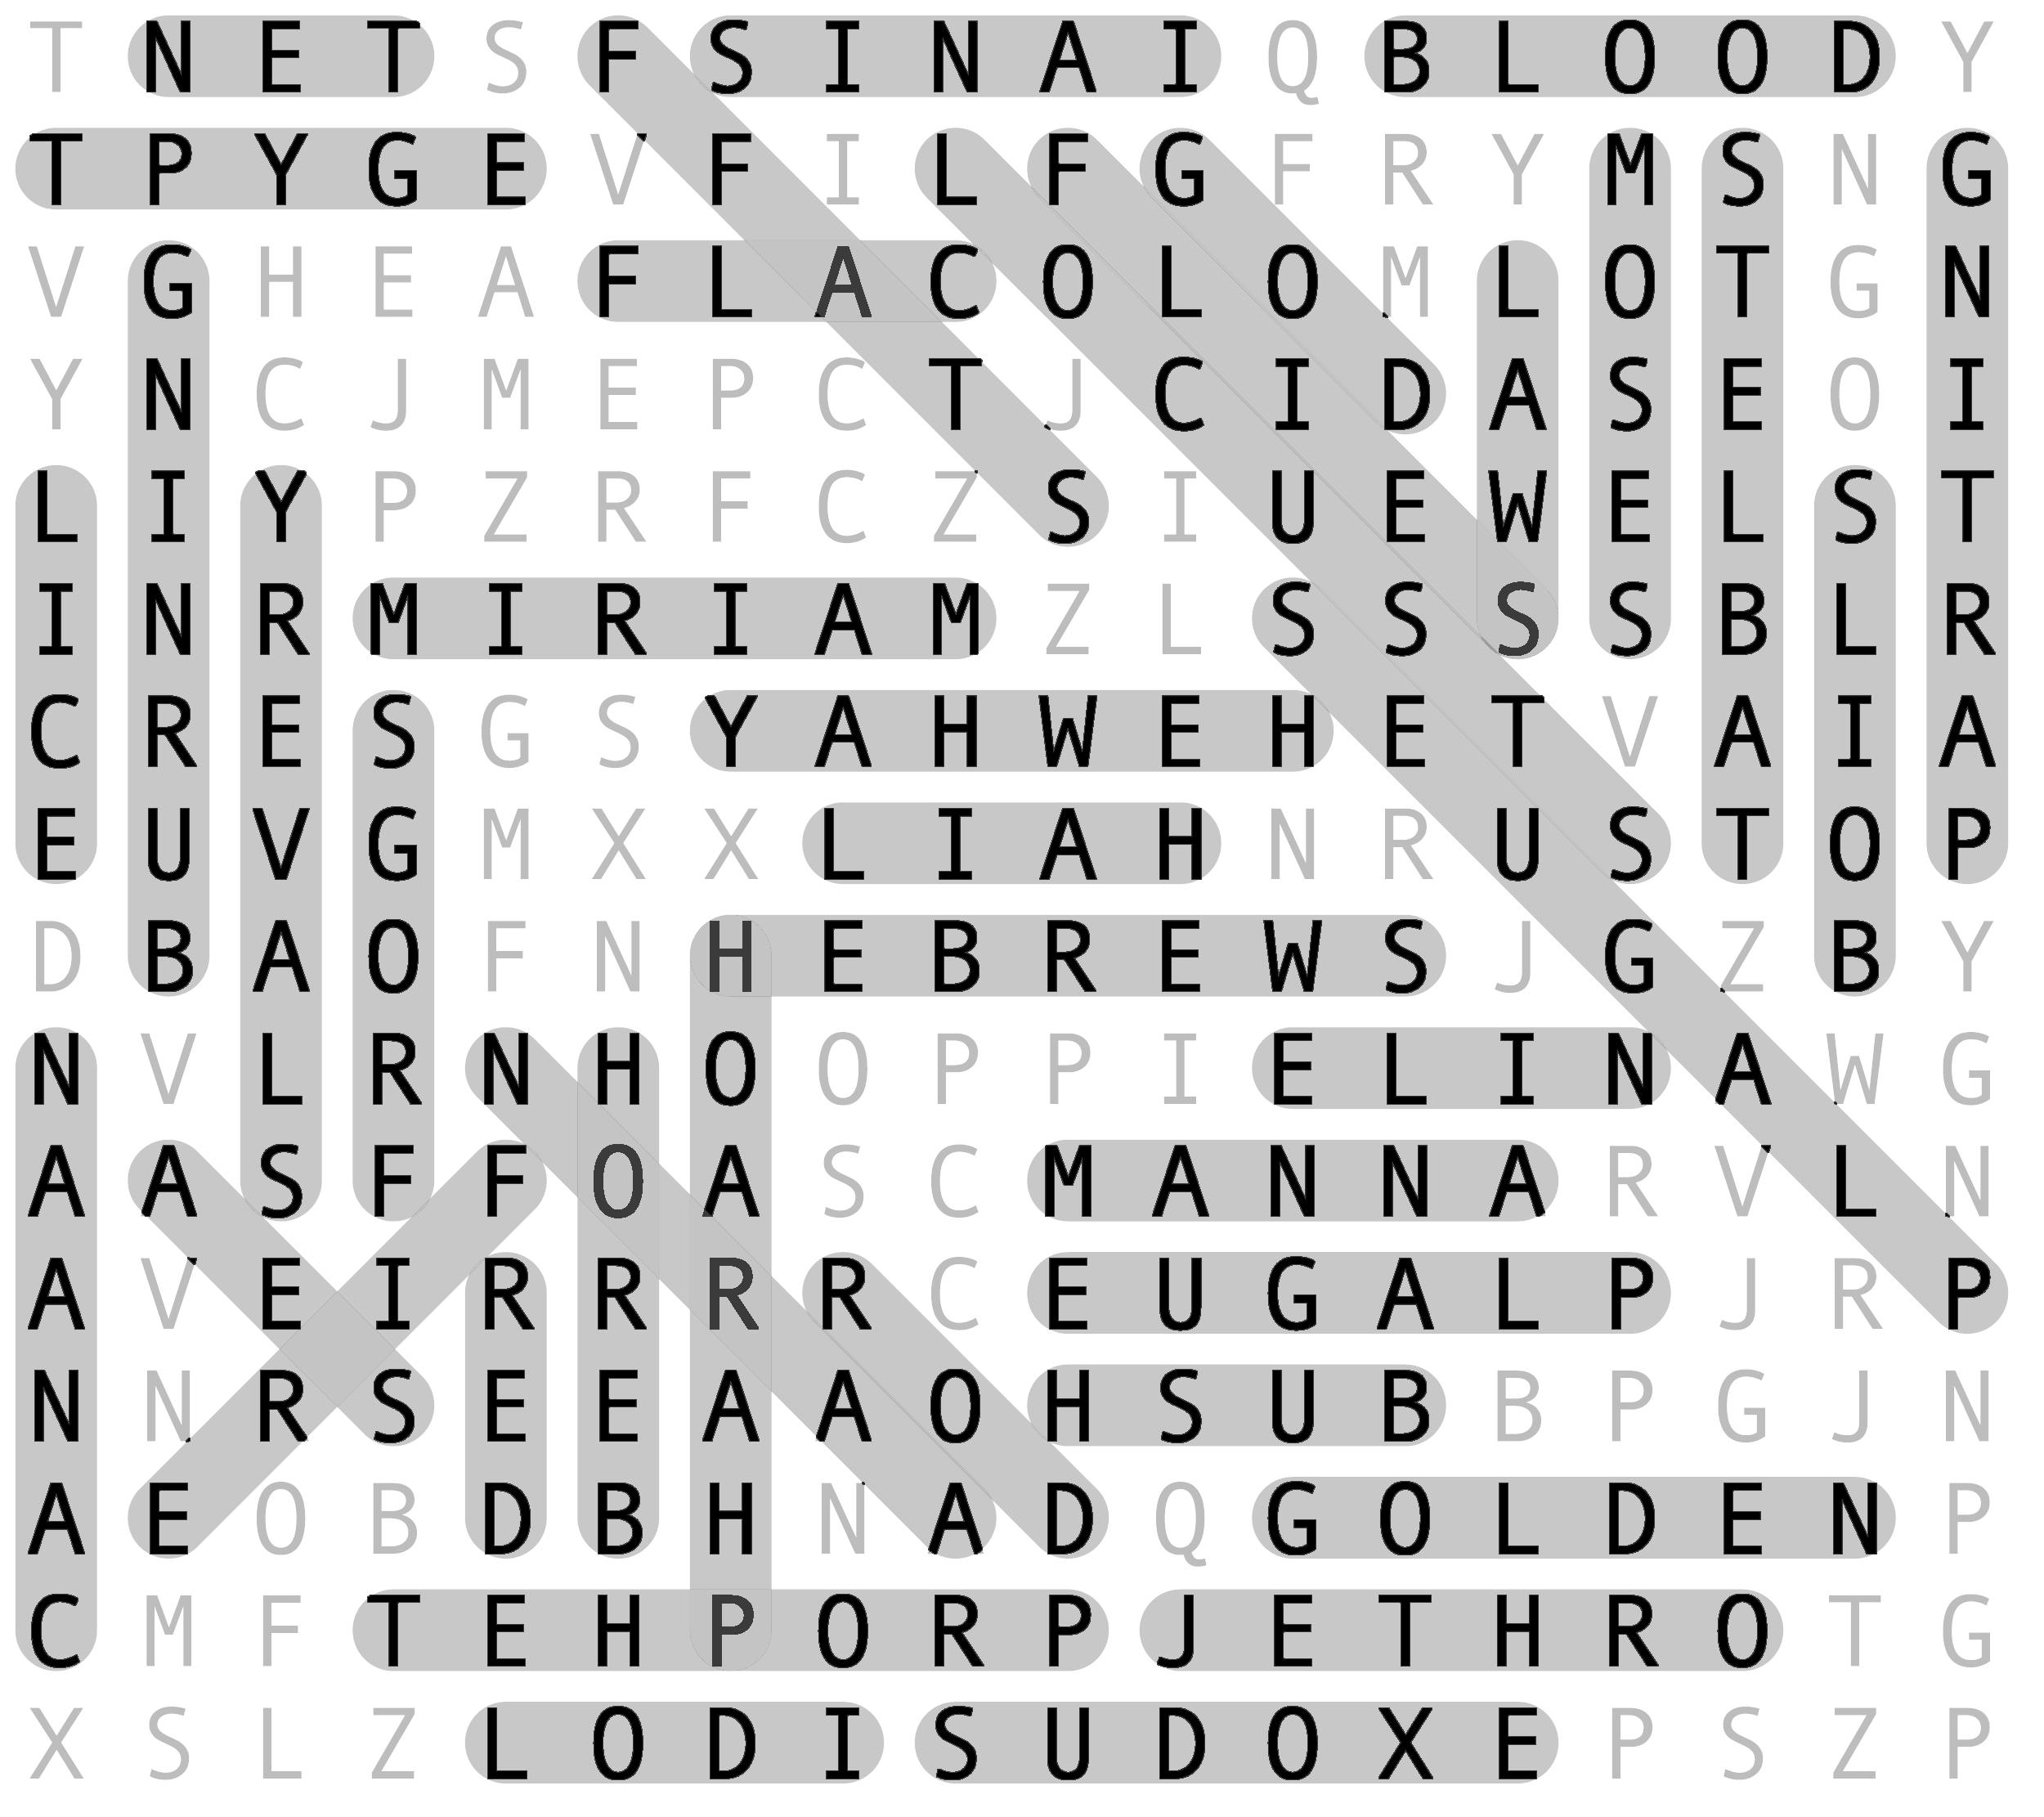 T N E T S F S I N A I Q B L O O D Y
T P Y G E V F I L F G F R Y M S N G
V G H E A F L A C O L O M L O T G N
Y N C J M E P C T J C I D A S E O I
L I Y P Z R F C Z S I U E W E L S T
I N R M I R I A M Z L S S S S B L R
C R E S G S Y A H W E H E T V A I A
E U V G M X X L I A H N R U S T O P
D B A O F N H E B R E W S J G Z B Y
N V L R N H O O P P I E L I N A W G
A A S F F O A S C M A N N A R V L N
A V E I R R R R C E U G A L P J R P
N N R S E E A A O H S U B B P G J N
A E O B D B H N A D Q G O L D E N P
C M F T E H P O R P J E T H R O T G
X S L Z L O D I S U D O X E P S Z P